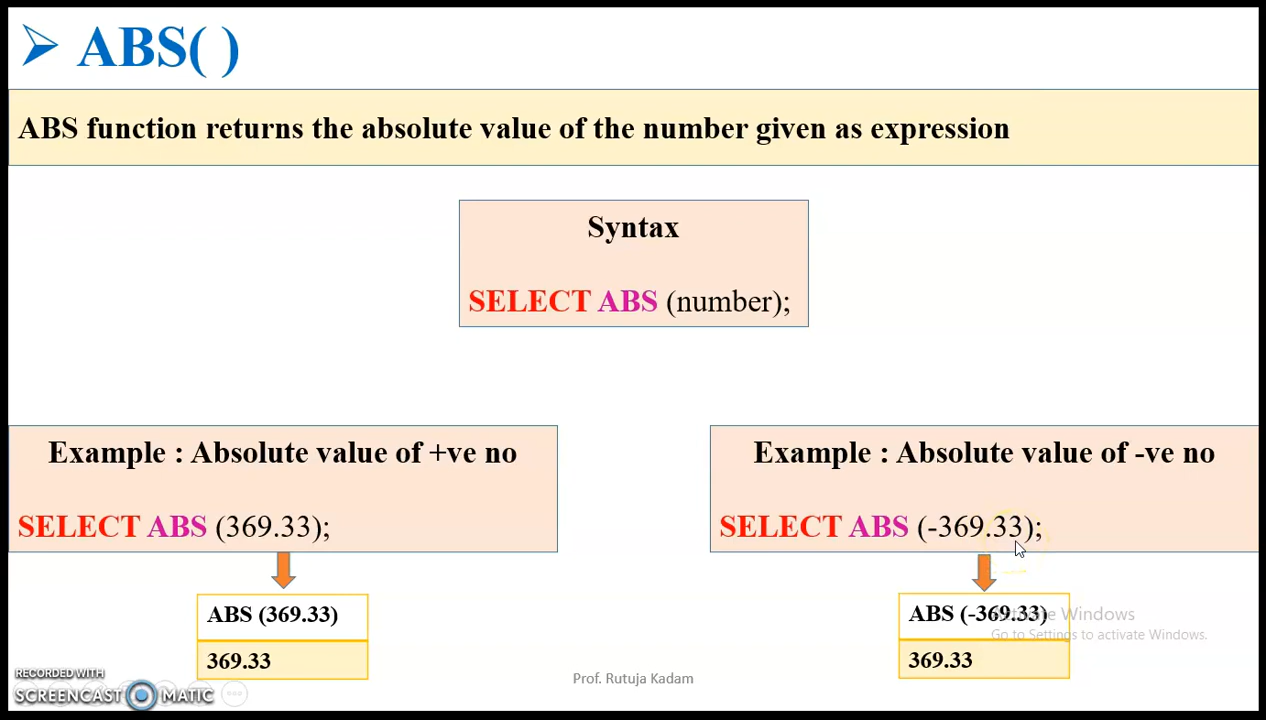 ABS( )
ABS function returns the absolute value of the number given as expression
Syntax
SELECT ABS (number);
Example : Absolute value of +ve no
SELECT ABS (369.33);
ABS (369.33)
369.33
Example : Absolute value of -ve no
SELECT ABS (-369.33);
ABS (-369.33)
369.33
Activate Windows
Go to Settings to activate Windows.
RECORDED WITH
SCREENCAST MATIC
Prof. Rutuja Kadam